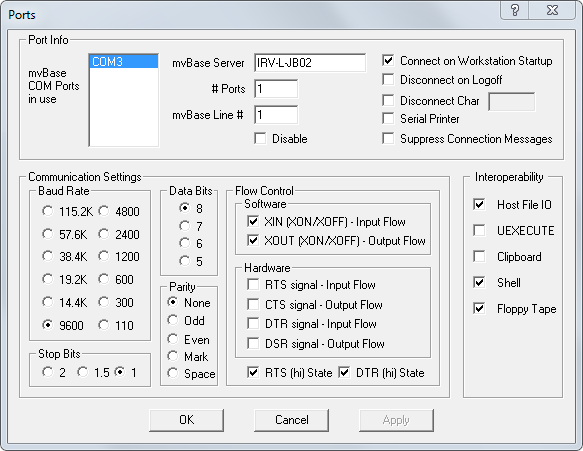 Ports
Port Info
mvBase
COM Ports
in use
COM3
mvBase Server
IRV-L-JB02
# Ports
1
mvBase Line #
1
Disable
Connect on Workstation Startup
Disconnect on Logoff
Disconnect Char
Serial Printer
Suppress Connection Messages
Communication Settings
Baud Rate
115.2K 4800
57.6K 2400
38.4K 1200
19.2K 600
14.4K 300
9600 110
Stop Bits
2 1.5 1
Data Bits
8
7
6
5
Parity
None
Odd
Even
Mark
Space
Flow Control
Software
XIN (XON/XOFF) - Input Flow
XOUT (XON/XOFF) - Output Flow
Hardware
RTS signal - Input Flow
CTS signal - Output Flow
DTR signal - Input Flow
DSR signal - Output Flow
RTS (hi) State DTR (hi) State
Interoperability
Host File IO
UEXECUTE
Clipboard
Shell
Floppy Tape
OK Cancel Apply